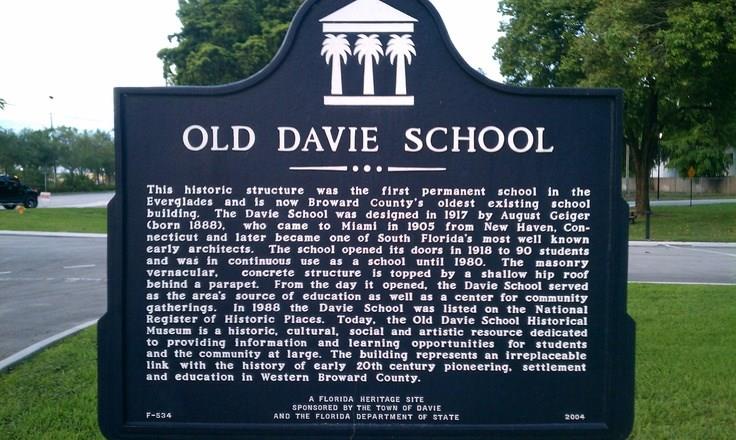 OLD DAVIE SCHOOL
This historic structure was the first permanent school in the
Everglades and is now Broward County's oldest existing school
building. The Davie School was designed in 1917 by August Geiger
(born 1888), who came to Miami in 1905 from New Haven, Con-
necticut and later became one of South Florida's most well known
early architects. The school opened its doors in 1918 to 90 students
and was in continuous use as a school until 1980. The masonry
vernacular, concrete structure is topped by a shallow hip roof
behind a parapet. From the day it opened, the Davie School served
as the area's source of education as well as a center for community
gatherings. In 1988 the Davie School was listed on the National
Register of Historic Places. Today, the Old Davie School Historical
Museum is a historic, cultural, social and artistic resource dedicated
to providing information and learning opportunities for students
and the community at large. The building represents an irreplaceable
link with the history of early 20th century pioneering, settlement
and education in Western Broward County.
A FLORIDA HERITAGE SITE
SPONSORED BY THE TOWN OF DAVIE
F-534 AND THE FLORIDA DEPARTMENT OF STATE 2004